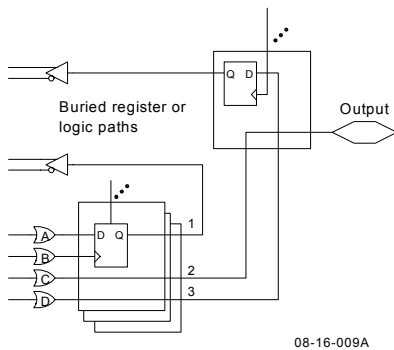 Q D
Buried register or
logic paths
Output
1
A
D Q
B
C
2
D
3
08-16-009A